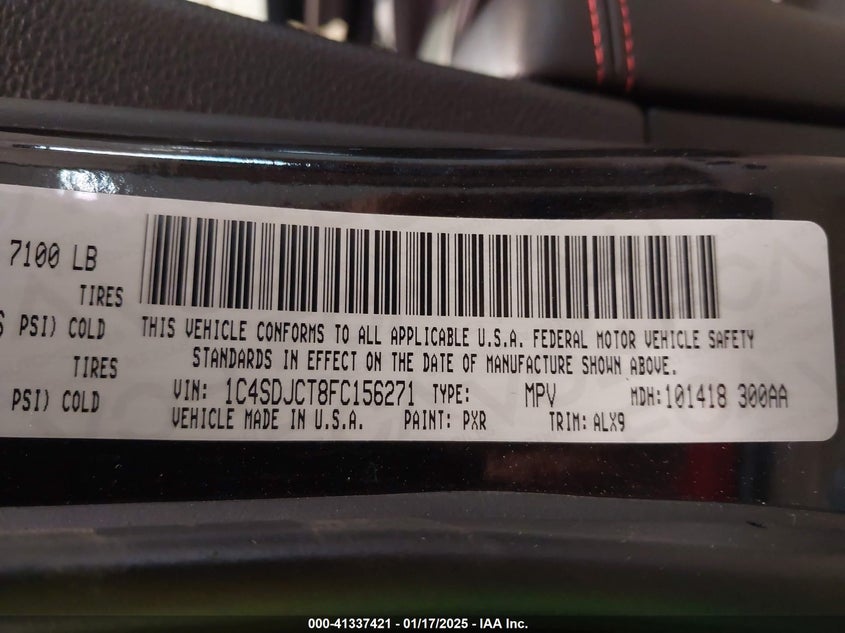 7100 LB
TIRES
PSI) COLD
TIRES
PSI) COLD
THIS VEHICLE CONFORMS TO ALL APPLICABLE U.S.A. FEDERAL MOTOR VEHICLE SAFETY
STANDARDS IN EFFECT ON THE DATE OF MANUFACTURE SHOWN ABOVE.
VIN: 1C4SDJCT8FC156271 TYPE: MPV MDH: 101418 300AA
VEHICLE MADE IN U.S.A. PAINT: PXR TRIM: ALX9
000-41337421 - 01/17/2025 - IAA Inc.